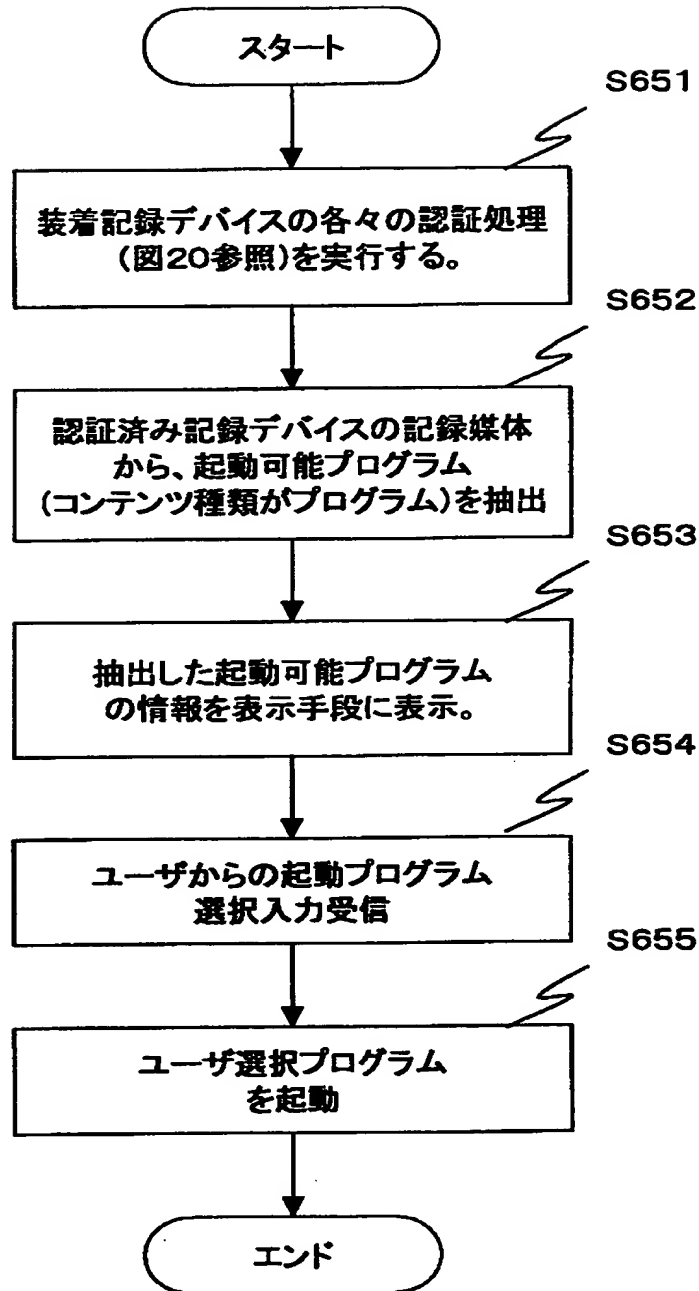 スタート
S651
装着記録デバイスの各々の認証処理
(図20参照)を実行する。
S652
認証済み記録デバイスの記録媒体
から、起動可能プログラム
(コンテンツ種類がプログラム)を抽出
S653
抽出した起動可能プログラム
の情報を表示手段に表示。
S654
ユーザからの起動プログラム
選択入力受信
S655
ユーザ選択プログラム
を起動
エンド